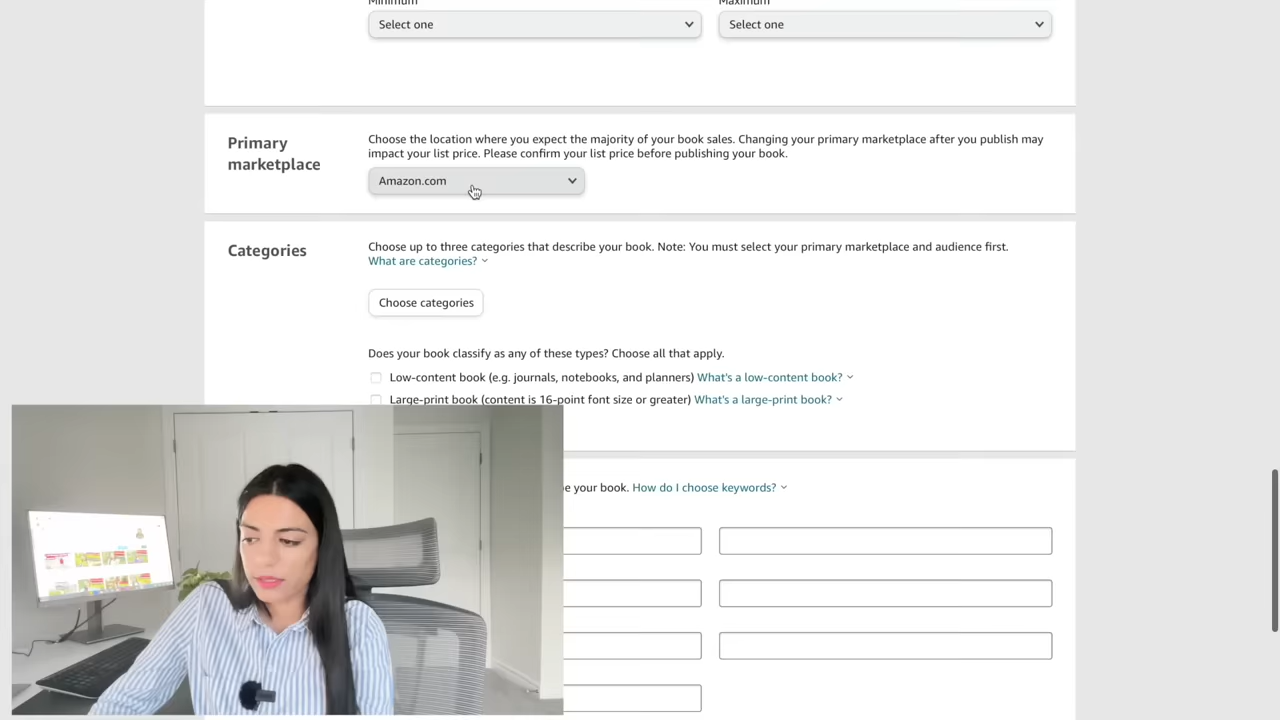 Minimum
Maximum
Select one
Select one
Primary
marketplace
Choose the location where you expect the majority of your book sales. Changing your primary marketplace after you publish may
impact your list price. Please confirm your list price before publishing your book.
Amazon.com
Categories
Choose up to three categories that describe your book. Note: You must select your primary marketplace and audience first.
What are categories?
Choose categories
Does your book classify as any of these types? Choose all that apply.
Low-content book (e.g. journals, notebooks, and planners) What's a low-content book?
Large-print book (content is 16-point font size or greater) What's a large-print book?
your book. How do I choose keywords?